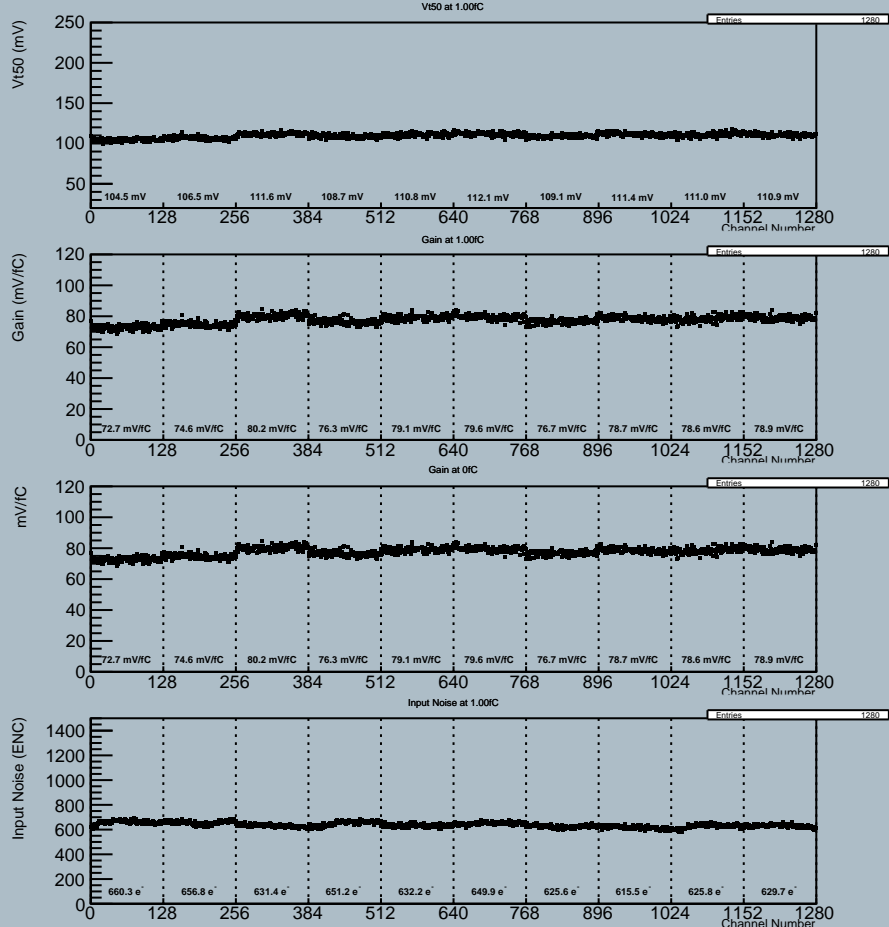 Vt50 at 1.00fC
Entries 1280
Vt50 (mV)
250
200
150
100
50
104.5 mV 106.5 mV 111.6 mV 108.7 mV 110.8 mV 112.1 mV 109.1 mV 111.4 mV 111.0 mV 110.9 mV
0 128 256 384 512 640 768 896 1024 1152 1280
Channel Number
Gain at 1.00fC
Entries 1280
Gain (mV/fC)
120
100
80
60
40
20
0
72.7 mV/fC 74.6 mV/fC 80.2 mV/fC 76.3 mV/fC 79.1 mV/fC 79.6 mV/fC 76.7 mV/fC 78.7 mV/fC 78.6 mV/fC 78.9 mV/fC
0 128 256 384 512 640 768 896 1024 1152 1280
Channel Number
Gain at 0fC
Entries 1280
mV/fC
120
100
80
60
40
20
0
72.7 mV/fC 74.6 mV/fC 80.2 mV/fC 76.3 mV/fC 79.1 mV/fC 79.6 mV/fC 76.7 mV/fC 78.7 mV/fC 78.6 mV/fC 78.9 mV/fC
0 128 256 384 512 640 768 896 1024 1152 1280
Channel Number
Input Noise at 1.00fC
Entries 1280
Input Noise (ENC)
1400
1200
1000
800
600
400
200
0
660.3 e⁻ 656.8 e⁻ 631.4 e⁻ 651.2 e⁻ 632.2 e⁻ 649.9 e⁻ 625.6 e⁻ 615.5 e⁻ 625.8 e⁻ 629.7 e⁻
0 128 256 384 512 640 768 896 1024 1152 1280
Channel Number